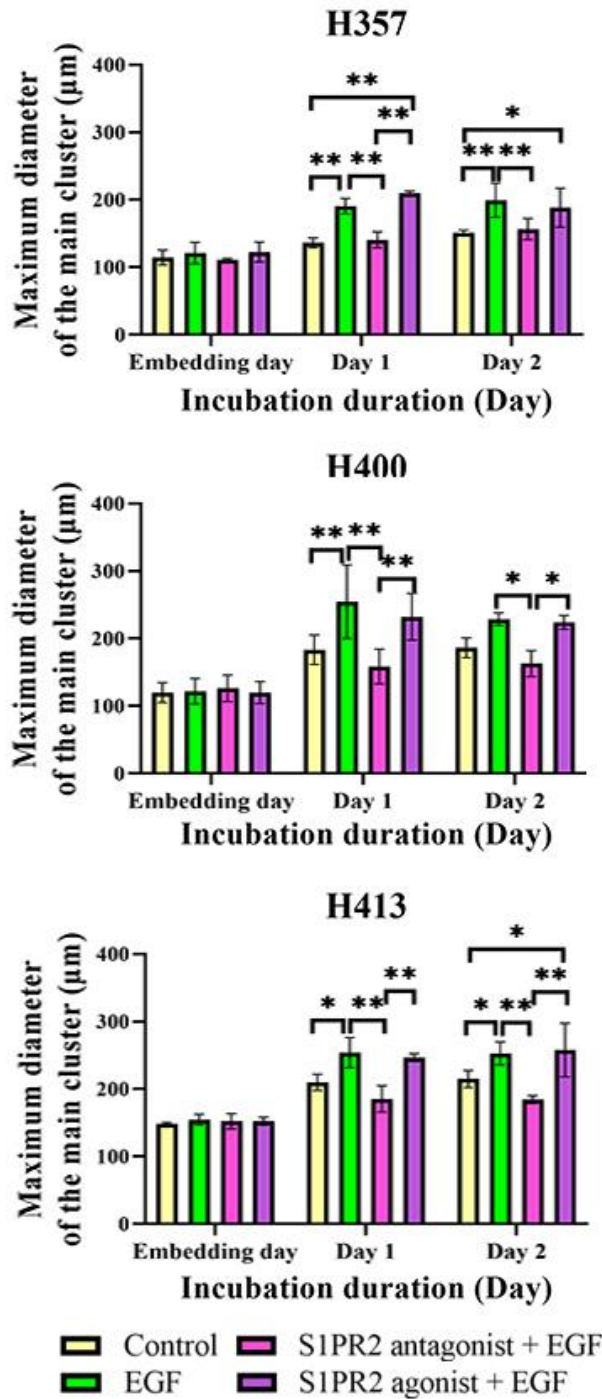 H357
Maximum diameter
of the main cluster (µm)
400
300
200
100
0
** ** ** ** * ** **
Embedding day Day 1 Day 2
Incubation duration (Day)
H400
Maximum diameter
of the main cluster (µm)
400
300
200
100
0
** ** ** * *
Embedding day Day 1 Day 2
Incubation duration (Day)
H413
Maximum diameter
of the main cluster (µm)
400
300
200
100
0
* ** ** * * ** **
Embedding day Day 1 Day 2
Incubation duration (Day)
Control S1PR2 antagonist + EGF
EGF S1PR2 agonist + EGF